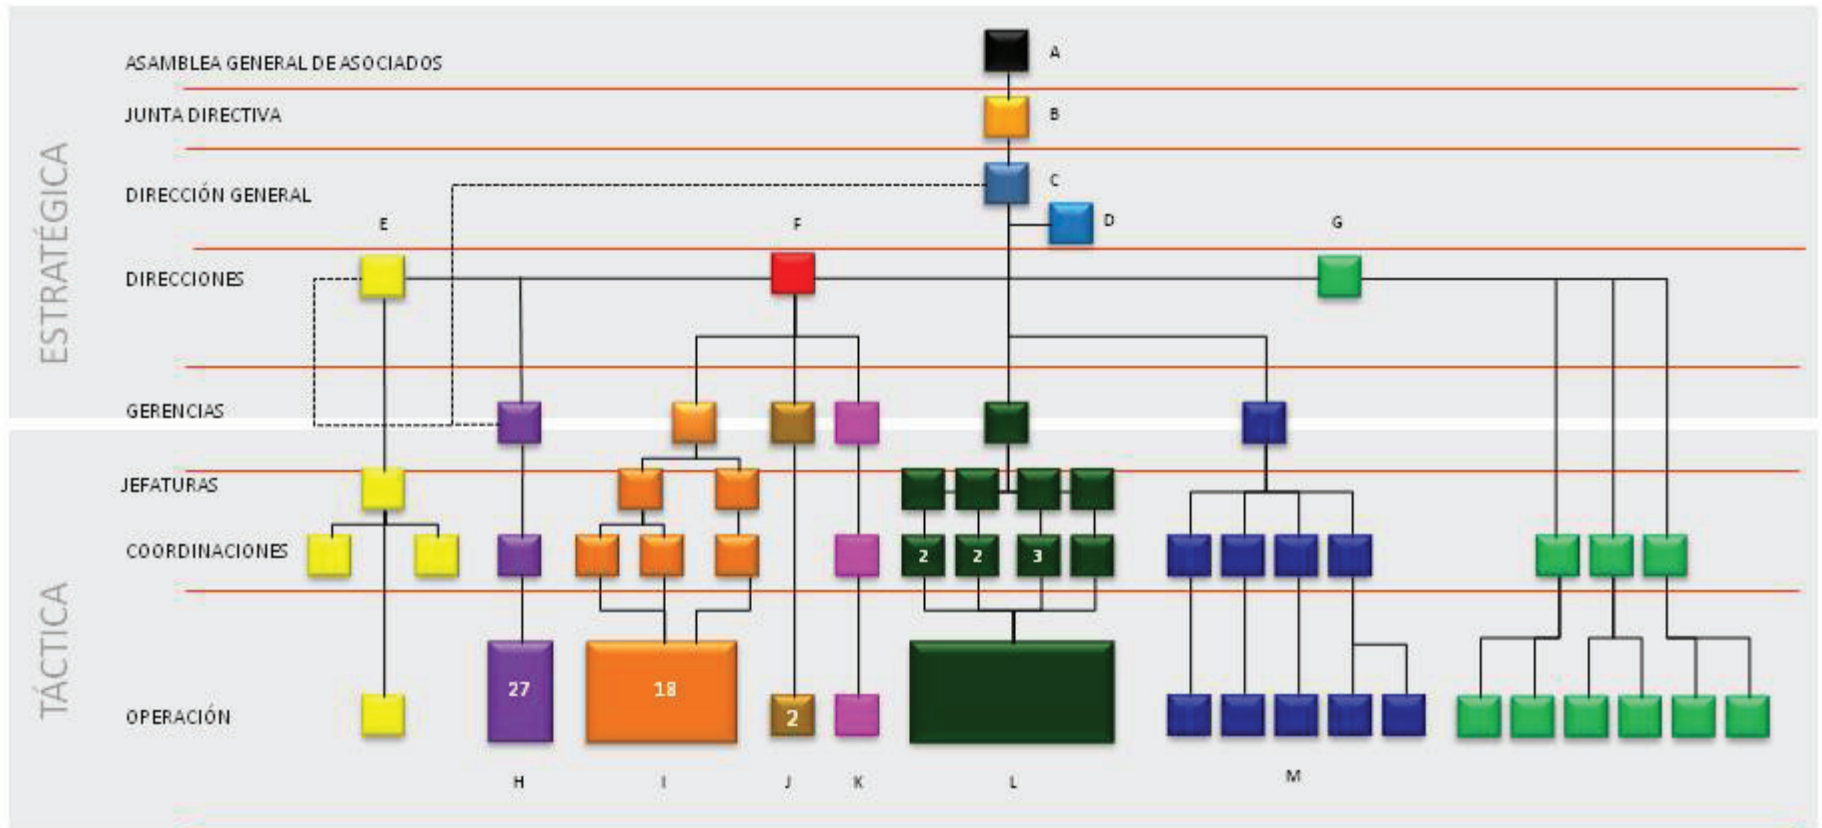 ESTRATÉGICA
ASAMBLEA GENERAL DE ASOCIADOS
A
JUNTA DIRECTIVA
B
DIRECCIÓN GENERAL
C
D
E
F
G
DIRECCIONES
GERENCIAS
TÁCTICA
JEFATURAS
COORDINACIONES
2
2
3
OPERACIÓN
27
18
2
H
I
J
K
L
M